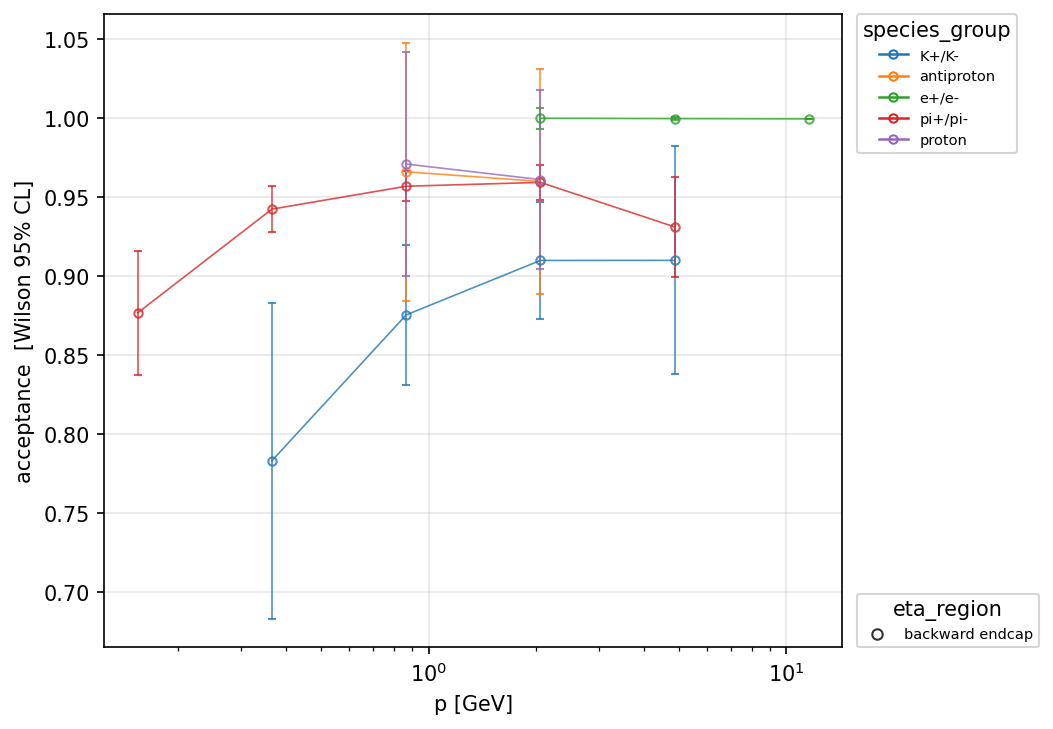 1.05
1.00
0.95
0.90
0.85
0.80
0.75
0.70
acceptance [Wilson 95% CL]
10⁰
10¹
p [GeV]
species_group
K+/K-
antiproton
e+/e-
pi+/pi-
proton
eta_region
backward endcap